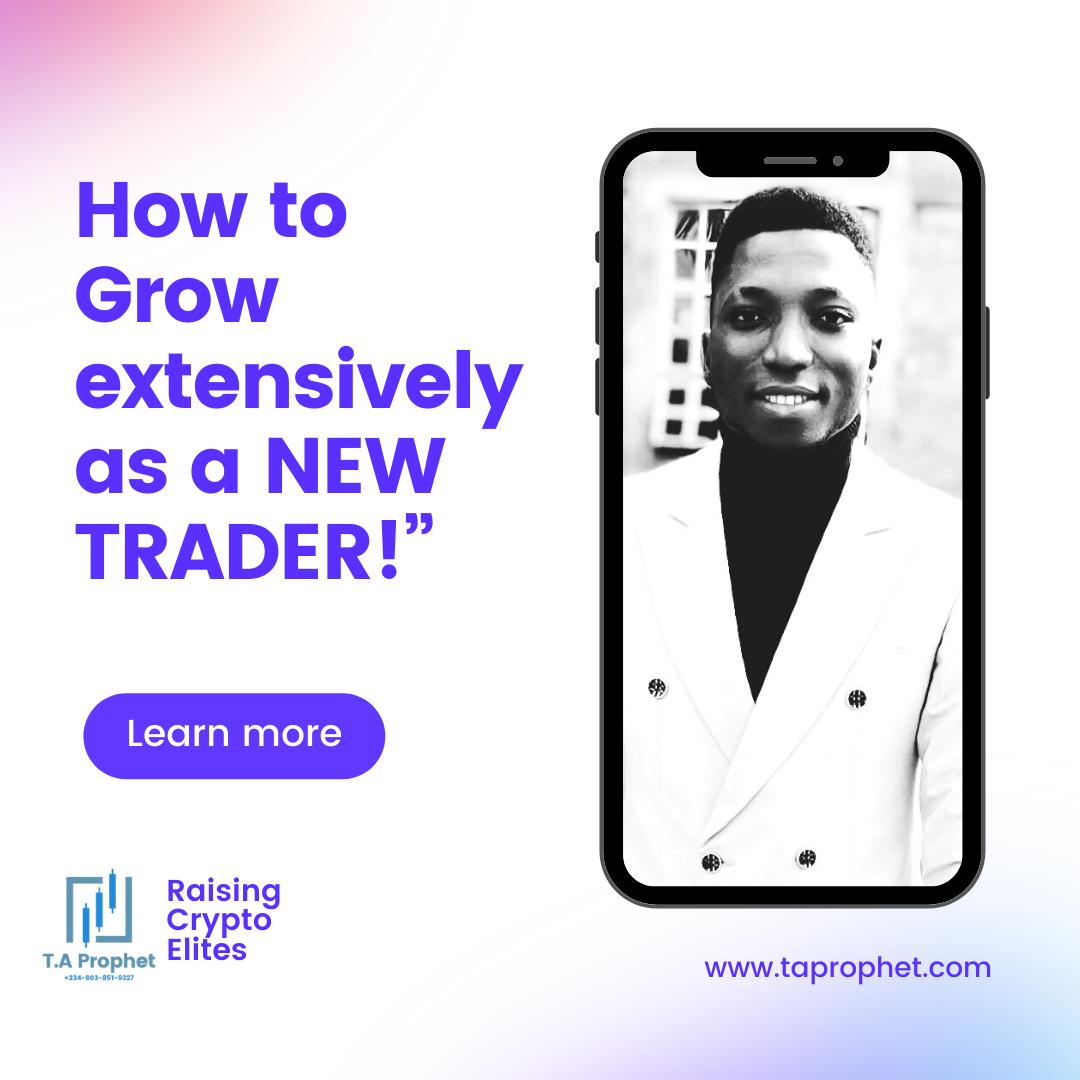 How to
Grow
extensively
as a NEW
TRADER!”
Learn more
Raising
Crypto
Elites
T.A Prophet
+234-903-851-9327
www.taprophet.com